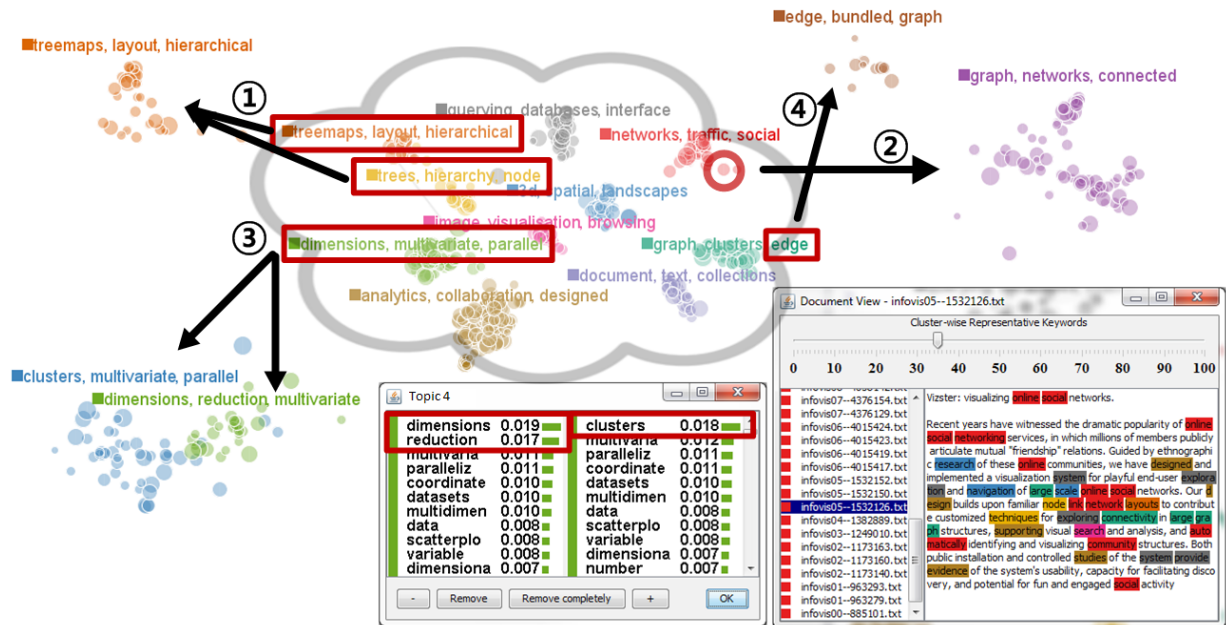 edge, bundled, graph
treemaps, layout, hierarchical
graph, networks, connected
①
querying, databases, interface
④
treemaps, layout, hierarchical
networks, traffic, social
②
trees, hierarchy, node
3d, spatial, landscapes
image, visualisation, browsing
③
dimensions, multivariate, parallel
graph, clusters, edge
document, text, collections
analytics, collaboration, designed
clusters, multivariate, parallel
dimensions, reduction, multivariate
Topic 4
dimensions 0.019 clusters 0.018
reduction 0.017 multivaria 0.012
multivaria 0.011 paralleliz 0.011
paralleliz 0.011 coordinate 0.011
coordinate 0.010 datasets 0.010
datasets 0.010 multidimen 0.010
multidimen 0.010 data 0.008
data 0.008 scatterplo 0.008
scatterplo 0.008 variable 0.008
variable 0.008 dimensiona 0.007
dimensiona 0.007 number 0.007
- Remove Remove completely + OK
Document View - infovis05--1532126.txt
Cluster-wise Representative Keywords
0 10 20 30 40 50 60 70 80 90 100
infovis07--4376154.txt
infovis07--4376129.txt
infovis06--4015424.txt
infovis06--4015423.txt
infovis06--4015419.txt
infovis06--4015417.txt
infovis05--1532152.txt
infovis05--1532150.txt
infovis05--1532126.txt
infovis04--1382889.txt
infovis03--1249010.txt
infovis02--1173163.txt
infovis02--1173160.txt
infovis02--1173140.txt
infovis01--963293.txt
infovis01--963279.txt
infovis00--885101.txt
Vizster: visualizing online social networks.
Recent years have witnessed the dramatic popularity of online
social networking services, in which millions of members publicly
articulate mutual "friendship" relations. Guided by ethnographi
c research of these online communities, we have designed and
implemented a visualization system for playful end-user explora
tion and navigation of large scale online social networks. Our d
esign builds upon familiar node link network layouts to contribut
e customized techniques for exploring connectivity in large gra
ph structures, supporting visual search and analysis, and auto
matically identifying and visualizing community structures. Both
public installation and controlled studies of the system provide
evidence of the system's usability, capacity for facilitating disco
very, and potential for fun and engaged social activity